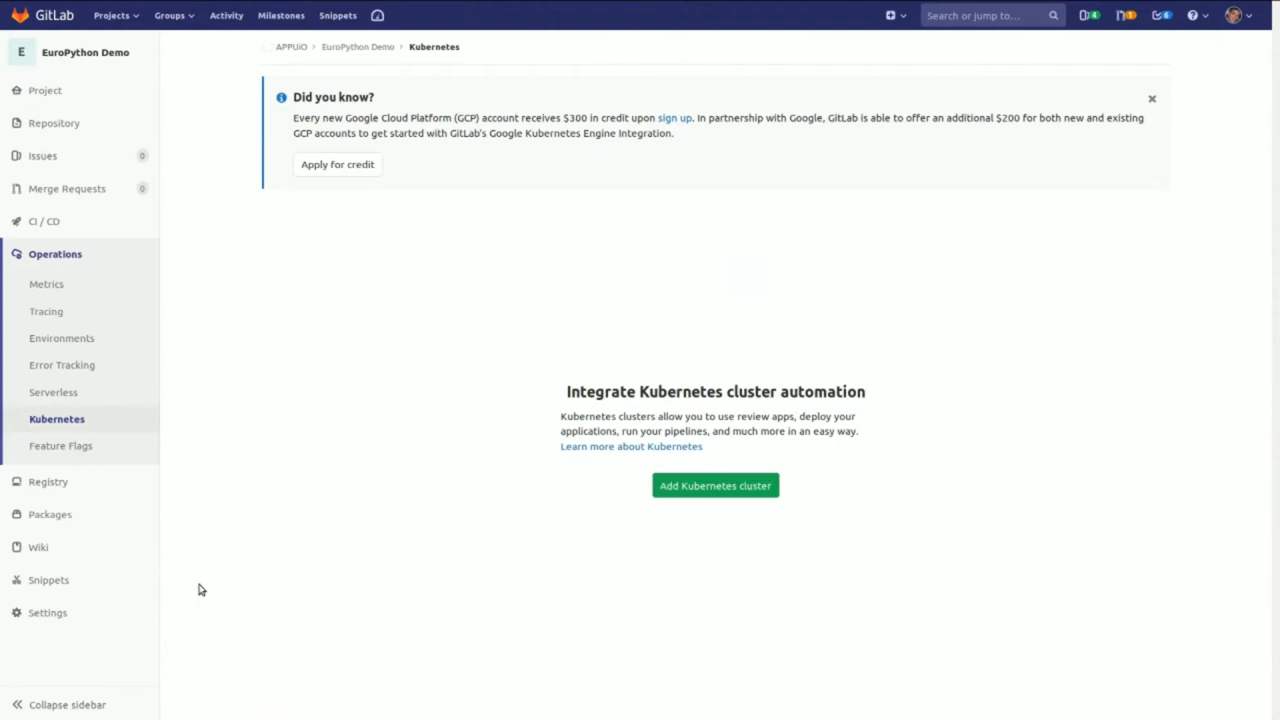 GitLab Projects Groups Activity Milestones Snippets Search or jump to... 4 1 6
E EuroPython Demo
APPUiO > EuroPython Demo > Kubernetes
Project
Repository
Issues 0
Merge Requests 0
CI / CD
Operations
Metrics
Tracing
Environments
Error Tracking
Serverless
Kubernetes
Feature Flags
Registry
Packages
Wiki
Snippets
Settings
Collapse sidebar
Did you know?
Every new Google Cloud Platform (GCP) account receives $300 in credit upon sign up. In partnership with Google, GitLab is able to offer an additional $200 for both new and existing
GCP accounts to get started with GitLab's Google Kubernetes Engine Integration.
Apply for credit
Integrate Kubernetes cluster automation
Kubernetes clusters allow you to use review apps, deploy your
applications, run your pipelines, and much more in an easy way.
Learn more about Kubernetes
Add Kubernetes cluster